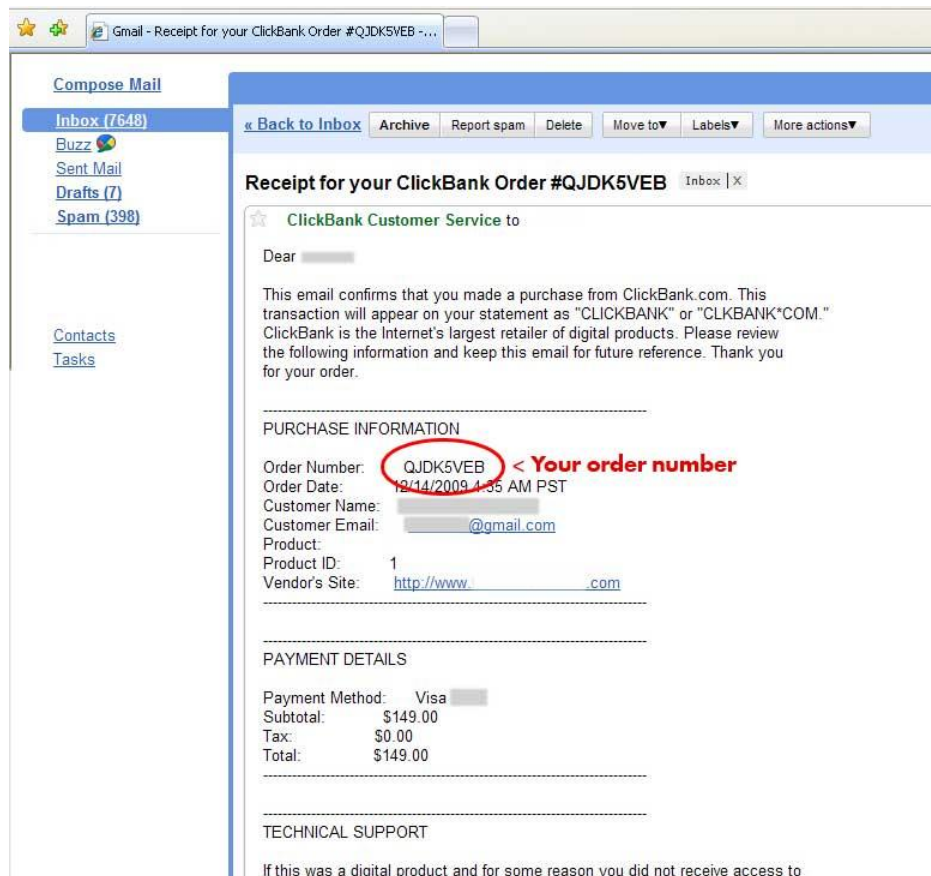 Gmail - Receipt for your ClickBank Order #QJDK5VEB -...
Compose Mail
Inbox (7648)
Buzz
Sent Mail
Drafts (7)
Spam (398)
Contacts
Tasks
« Back to Inbox Archive Report spam Delete Move to▼ Labels▼ More actions▼
Receipt for your ClickBank Order #QJDK5VEB Inbox | X
ClickBank Customer Service to
Dear
This email confirms that you made a purchase from ClickBank.com. This
transaction will appear on your statement as "CLICKBANK" or "CLKBANK*COM."
ClickBank is the Internet's largest retailer of digital products. Please review
the following information and keep this email for future reference. Thank you
for your order.
PURCHASE INFORMATION
Order Number: QJDK5VEB < Your order number
Order Date: 12/14/2009 4:35 AM PST
Customer Name:
Customer Email: @gmail.com
Product:
Product ID: 1
Vendor's Site: http://www. .com
PAYMENT DETAILS
Payment Method: Visa
Subtotal: $149.00
Tax: $0.00
Total: $149.00
TECHNICAL SUPPORT
If this was a digital product and for some reason you did not receive access to